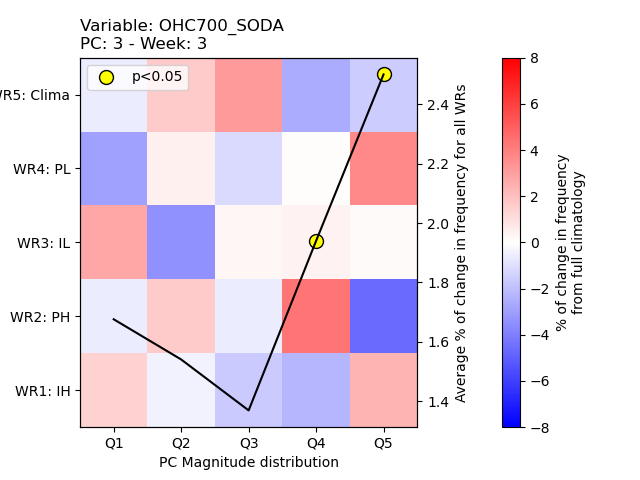 Variable: OHC700_SODA
PC: 3 - Week: 3
p<0.05
R5: Clima
WR4: PL
WR3: IL
WR2: PH
WR1: IH
Q1 Q2 Q3 Q4 Q5
PC Magnitude distribution
2.4
2.2
2.0
1.8
1.6
1.4
Average % of change in frequency for all WRs
8
6
4
2
0
−2
−4
−6
−8
% of change in frequency
from full climatology